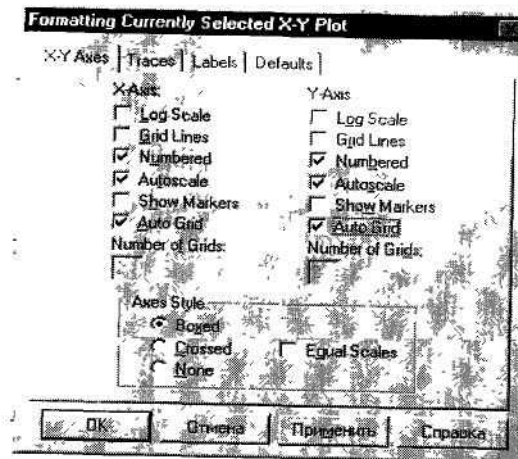 Formatting Currently Selected X-Y Plot
X-Y Axes Traces Labels Defaults
X-Axis:
Log Scale
Grid Lines
Numbered
Autoscale
Show Markers
Auto Grid
Number of Grids:
Y-Axis
Log Scale
Grid Lines
Numbered
Autoscale
Show Markers
Auto Grid
Number of Grids:
Axes Style
Boxed
Crossed
None
Equal Scales
OK Отмена Применить Справка